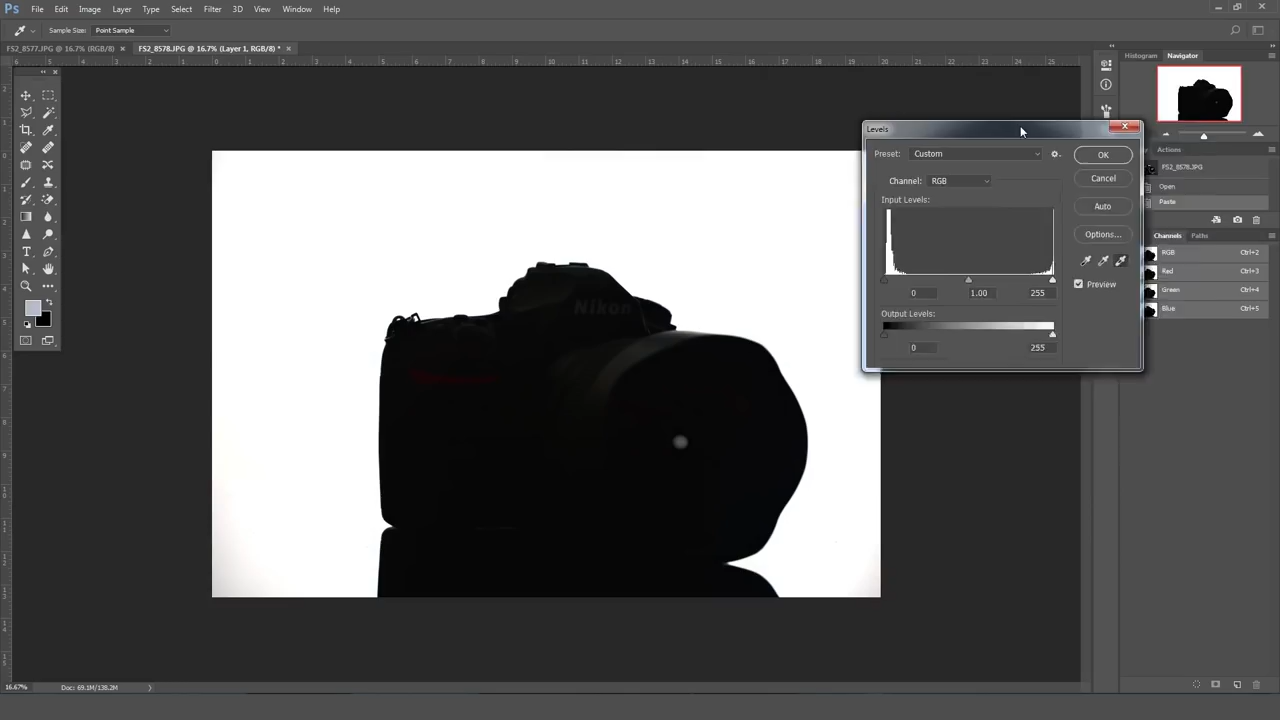 Ps File Edit Image Layer Type Select Filter 3D View Window Help
Sample Size: Point Sample
FS2_8577.JPG @ 16.7% (RGB/8) × FS2_8578.JPG @ 16.7% (Layer 1, RGB/8) * ×
Histogram Navigator
Levels
Preset: Custom
OK
Channel: RGB
Cancel
Input Levels:
Auto
Options...
Preview
0 1.00 255
Output Levels:
0 255
Actions
FS2_8578.JPG
Open
Paste
Channels Paths
RGB Ctrl+2
Red Ctrl+3
Green Ctrl+4
Blue Ctrl+5
Nikon
16.67% Doc: 69.1M/138.2M